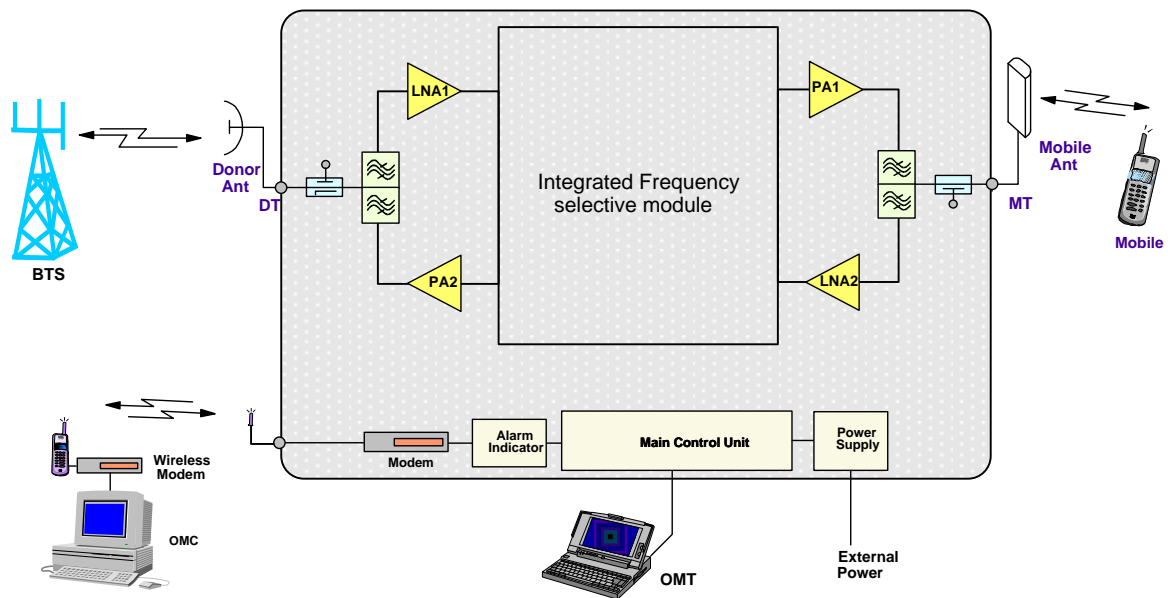 LNA1
PA1
Donor
Ant
DT
Integrated Frequency
selective module
Mobile
Ant
MT
BTS
Mobile
PA2
LNA2
Alarm
Indicator
Main Control Unit
Power
Supply
Modem
Wireless
Modem
OMC
OMT
External
Power